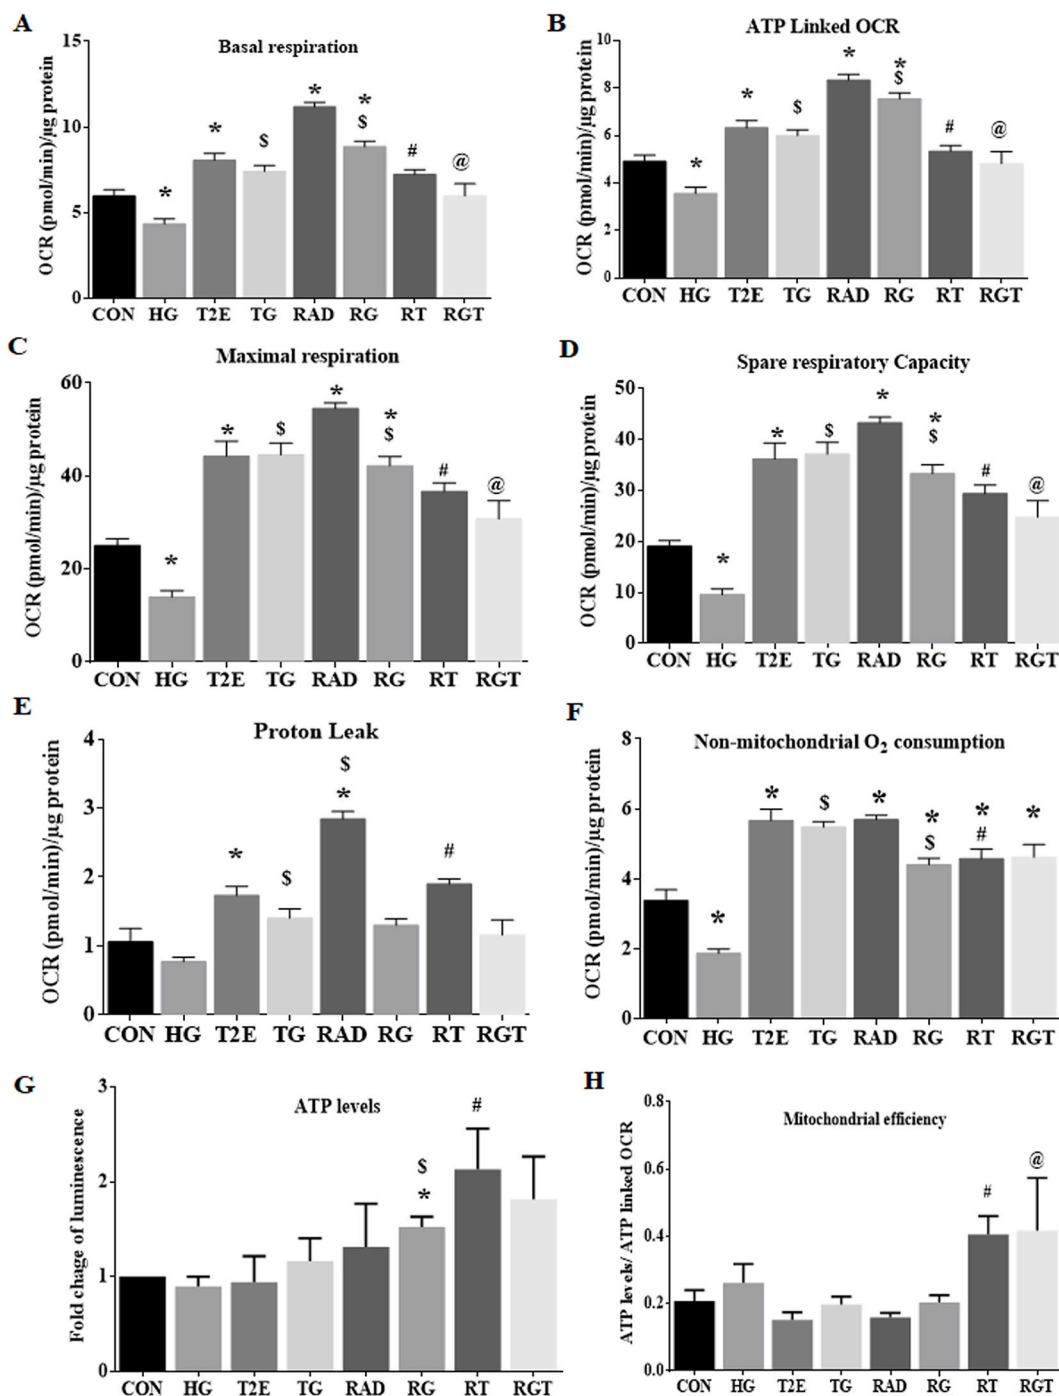 A
Basal respiration
OCR (pmol/min)/µg protein
15
10
5
0
* * $ * * $ # @
CON HG T2E TG RAD RG RT RGT
B
ATP Linked OCR
OCR (pmol/min)/µg protein
10
8
6
4
2
0
* * $ * * $ # @
CON HG T2E TG RAD RG RT RGT
C
Maximal respiration
OCR (pmol/min)/µg protein
60
40
20
0
* * $ * * $ # @
CON HG T2E TG RAD RG RT RGT
D
Spare respiratory Capacity
OCR (pmol/min)/µg protein
50
40
30
20
10
0
* * $ * * $ # @
CON HG T2E TG RAD RG RT RGT
E
Proton Leak
OCR (pmol/min)/µg protein
4
3
2
1
0
* $ $ * #
CON HG T2E TG RAD RG RT RGT
F
Non-mitochondrial O₂ consumption
OCR (pmol/min)/µg protein
8
6
4
2
0
* * $ * * $ * # *
CON HG T2E TG RAD RG RT RGT
G
ATP levels
Fold chage of luminescence
3
2
1
0
$ * #
CON HG T2E TG RAD RG RT RGT
H
Mitochondrial efficiency
ATP levels/ ATP linked OCR
0.8
0.6
0.4
0.2
0.0
# @
CON HG T2E TG RAD RG RT RGT